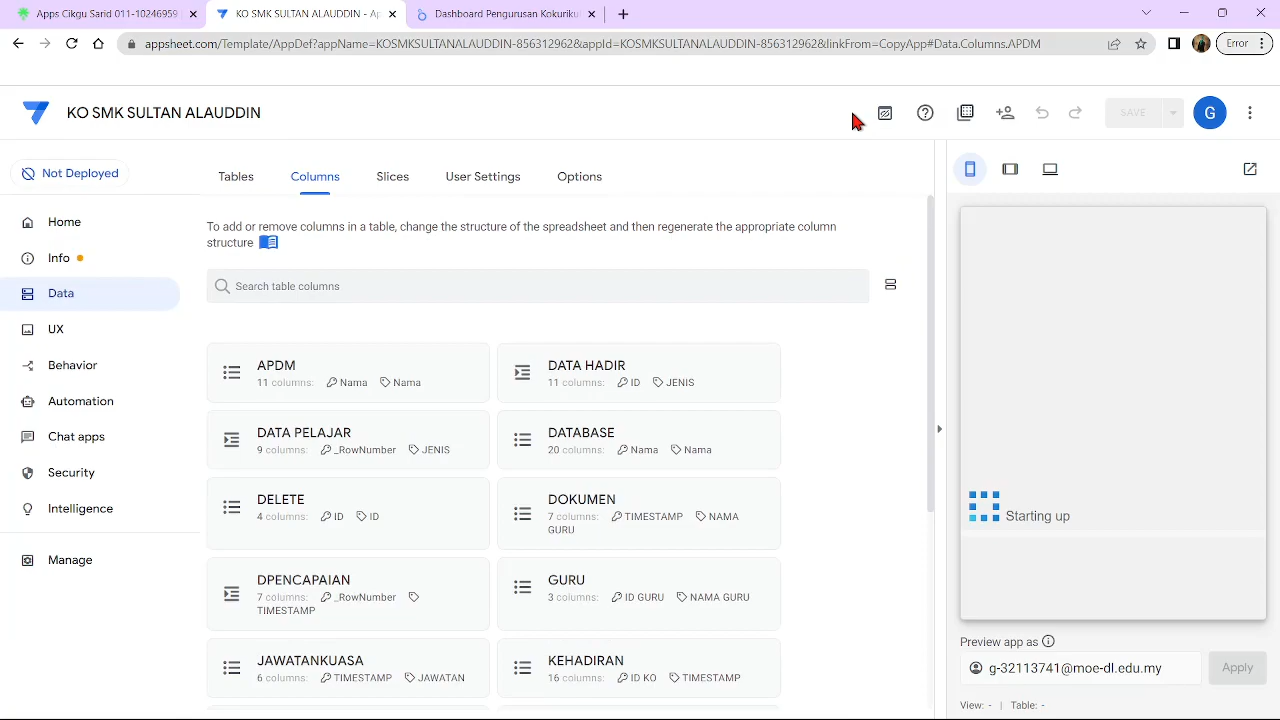 Apps Cikgu Sarid 011-10246959
KO SMK SULTAN ALAUDDIN - Ap
Dashboard Pengurusan Kokuriku
appsheet.com/Template/AppDef?appName=KOSMKSULTANALAUDDIN-856312962&appId=KOSMKSULTANALAUDDIN-856312962&linkFrom=CopyApp#Data.Columns.APDM
Error
KO SMK SULTAN ALAUDDIN
SAVE
G
Not Deployed
Home
Info
Data
UX
Behavior
Automation
Chat apps
Security
Intelligence
Manage
Tables Columns Slices User Settings Options
To add or remove columns in a table, change the structure of the spreadsheet and then regenerate the appropriate column
structure
Search table columns
APDM
11 columns: Nama Nama
DATA HADIR
11 columns: ID JENIS
DATA PELAJAR
9 columns: _RowNumber JENIS
DATABASE
20 columns: Nama Nama
DELETE
4 columns: ID ID
DOKUMEN
7 columns: TIMESTAMP NAMA
GURU
DPENCAPAIAN
7 columns: _RowNumber
TIMESTAMP
GURU
3 columns: ID GURU NAMA GURU
JAWATANKUASA
6 columns: TIMESTAMP JAWATAN
KEHADIRAN
16 columns: ID KO TIMESTAMP
Starting up
Preview app as
g-32113741@moe-dl.edu.my
Apply
View: - | Table: -